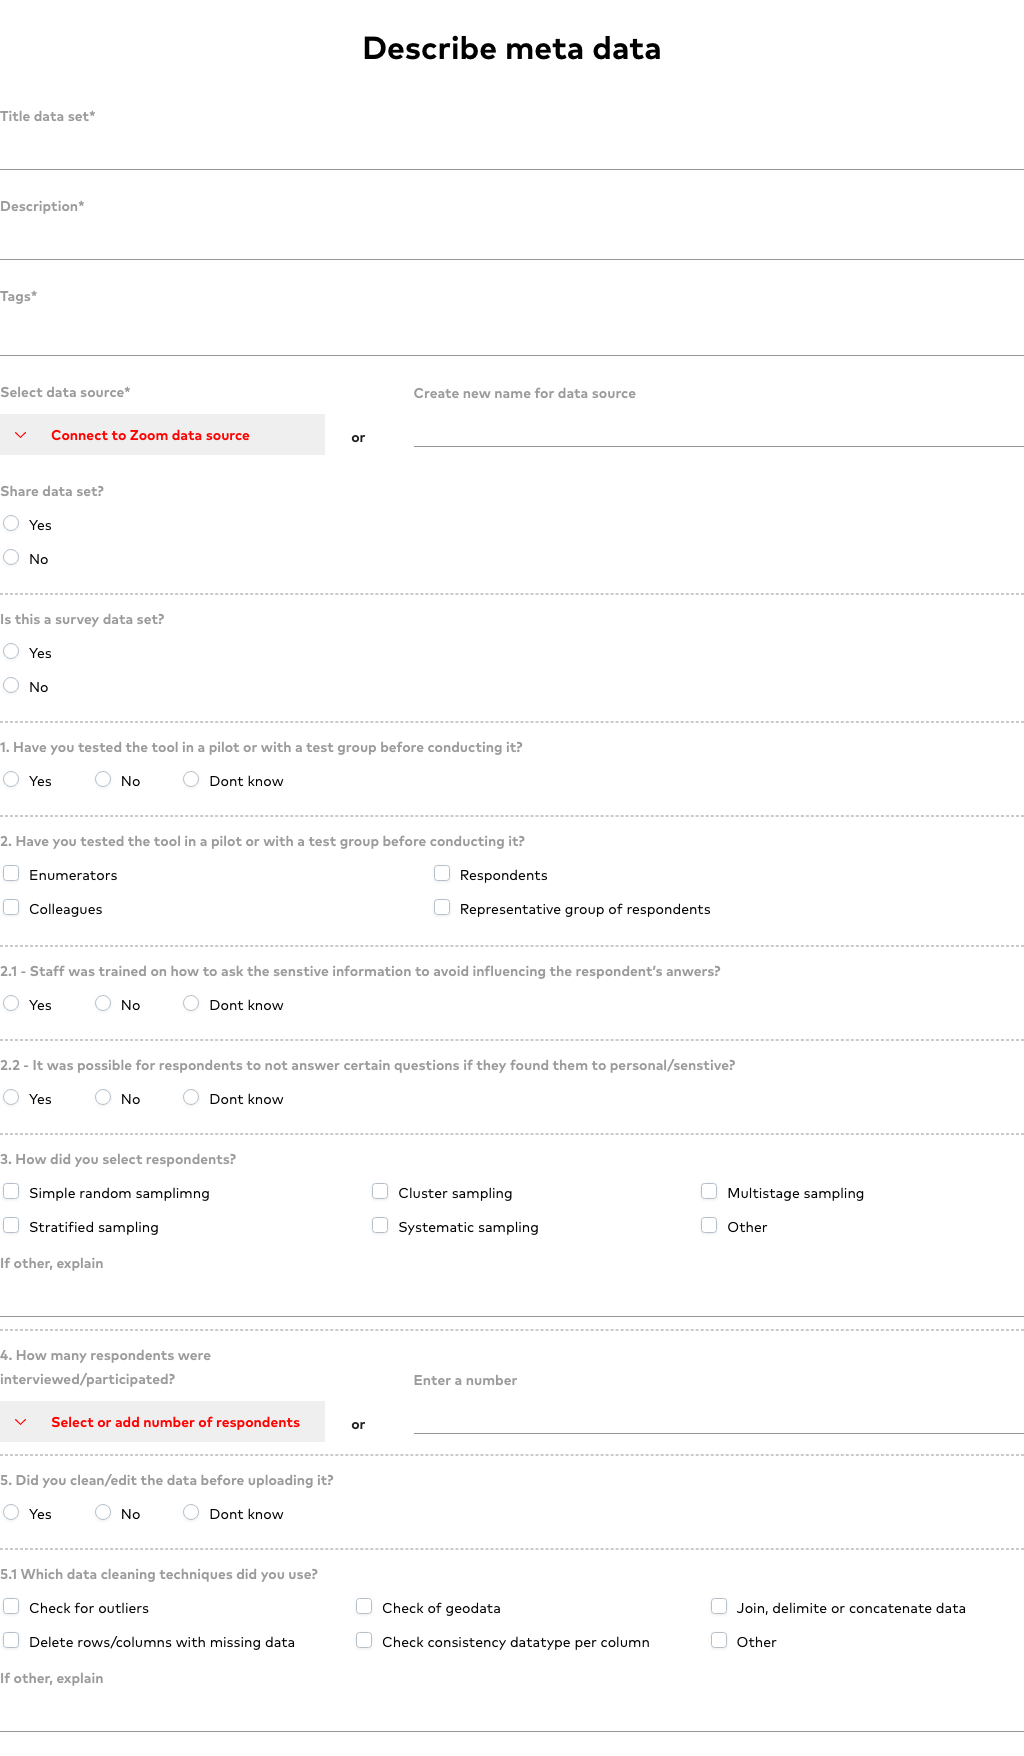 Describe meta data
Title data set*
Description*
Tags*
Select data source*
Create new name for data source
Connect to Zoom data source
or
Share data set?
Yes
No
Is this a survey data set?
Yes
No
1. Have you tested the tool in a pilot or with a test group before conducting it?
Yes No Dont know
2. Have you tested the tool in a pilot or with a test group before conducting it?
Enumerators Respondents
Colleagues Representative group of respondents
2.1 - Staff was trained on how to ask the senstive information to avoid influencing the respondent's anwers?
Yes No Dont know
2.2 - It was possible for respondents to not answer certain questions if they found them to personal/senstive?
Yes No Dont know
3. How did you select respondents?
Simple random samplimng Cluster sampling Multistage sampling
Stratified sampling Systematic sampling Other
If other, explain
4. How many respondents were
interviewed/participated?
Enter a number
Select or add number of respondents
or
5. Did you clean/edit the data before uploading it?
Yes No Dont know
5.1 Which data cleaning techniques did you use?
Check for outliers Check of geodata Join, delimite or concatenate data
Delete rows/columns with missing data Check consistency datatype per column Other
If other, explain